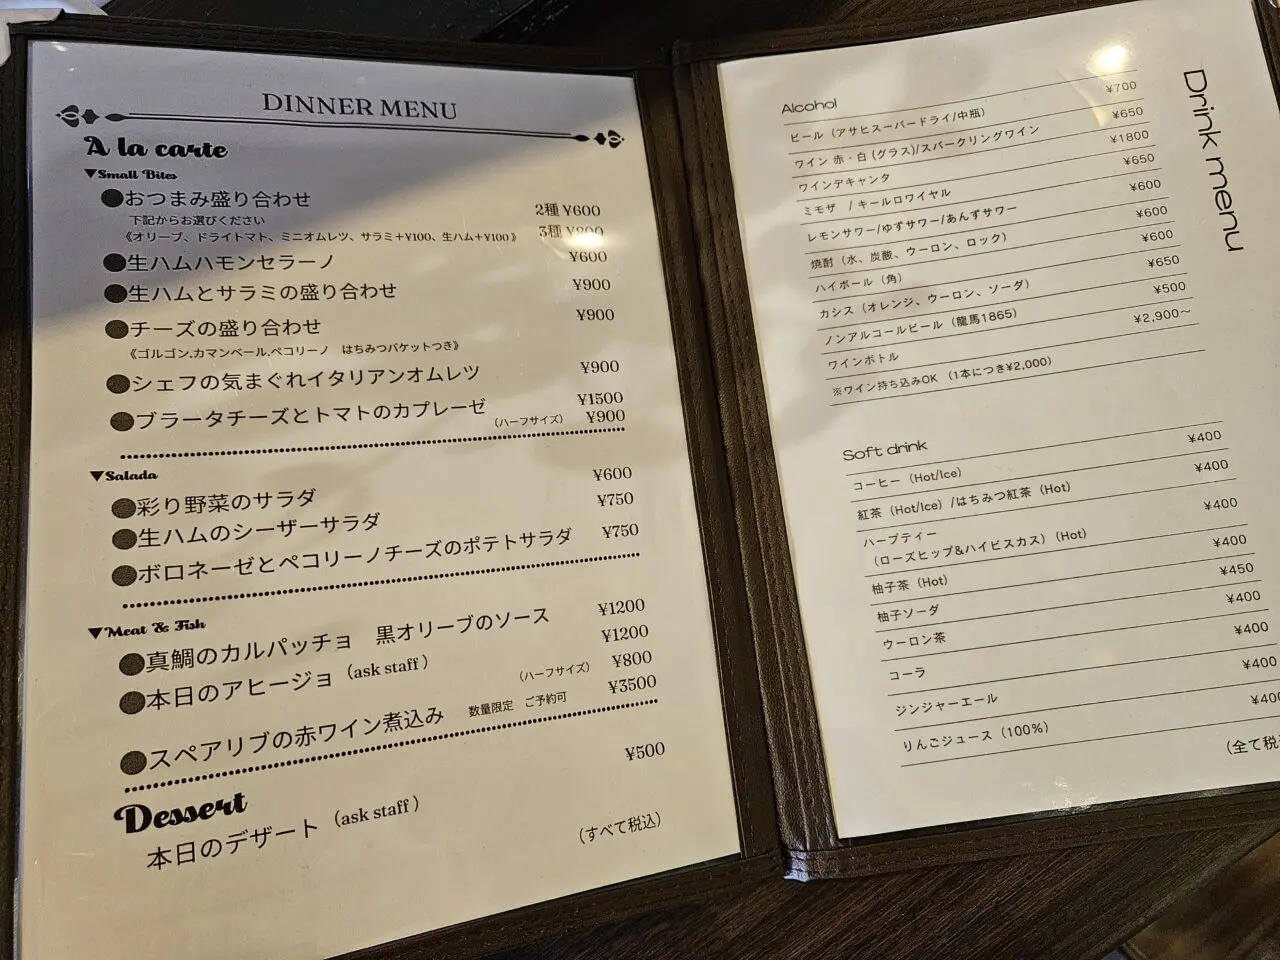 DINNER MENU
À la carte
▼Small Bites
●おつまみ盛り合わせ 2種 ¥600
下記からお選びください
《オリーブ、ドライトマト、ミニオムレツ、サラミ+¥100、生ハム+¥100》 3種 ¥800
●生ハムハモンセラーノ ¥600
●生ハムとサラミの盛り合わせ ¥900
●チーズの盛り合わせ ¥900
《ゴルゴン,カマンベール,ペコリーノ はちみつバケットつき》
●シェフの気まぐれイタリアンオムレツ ¥900
●ブラータチーズとトマトのカプレーゼ ¥1500
(ハーフサイズ) ¥900
▼Salada
●彩り野菜のサラダ ¥600
●生ハムのシーザーサラダ ¥750
●ボロネーゼとペコリーノチーズのポテトサラダ ¥750
▼Meat & Fish
●真鯛のカルパッチョ 黒オリーブのソース ¥1200
●本日のアヒージョ (ask staff) ¥1200
(ハーフサイズ) ¥800
●スペアリブの赤ワイン煮込み 数量限定 ご予約可 ¥3500
Dessert
本日のデザート (ask staff) ¥500
(すべて税込)
Drink menu
Alcohol
ビール (アサヒスーパードライ/中瓶) ¥700
ワイン 赤・白 (グラス)/スパークリングワイン ¥650
ワインデキャンタ ¥1800
ミモザ / キールロワイヤル ¥650
レモンサワー/ゆずサワー/あんずサワー ¥600
焼酎 (水、炭酸、ウーロン、ロック) ¥600
ハイボール (角) ¥600
カシス (オレンジ、ウーロン、ソーダ) ¥650
ノンアルコールビール (龍馬1865) ¥500
ワインボトル ¥2,900～
※ワイン持ち込みOK (1本につき¥2,000)
Soft drink
コーヒー (Hot/Ice) ¥400
紅茶 (Hot/Ice) /はちみつ紅茶 (Hot) ¥400
ハーブティー
(ローズヒップ&ハイビスカス) (Hot) ¥400
柚子茶 (Hot) ¥400
柚子ソーダ ¥450
ウーロン茶 ¥400
コーラ ¥400
ジンジャーエール ¥400
りんごジュース (100%) ¥400
(全て税込